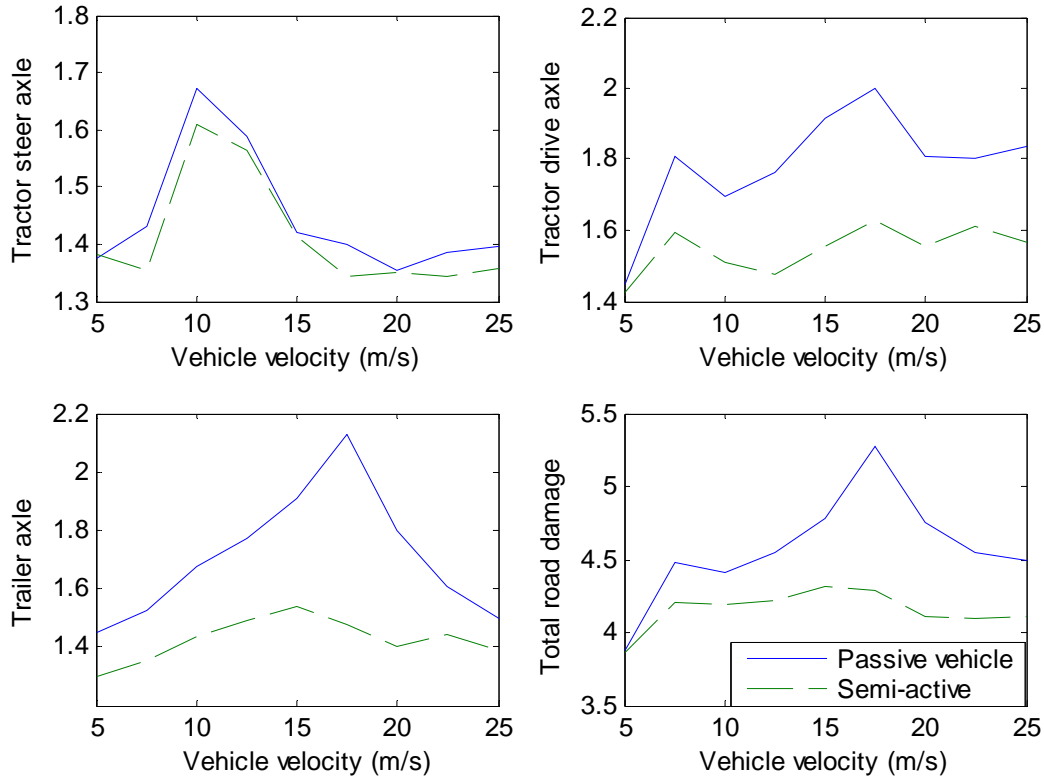 Tractor steer axle
1.8
1.7
1.6
1.5
1.4
1.3
5 10 15 20 25
Vehicle velocity (m/s)
Tractor drive axle
2.2
2
1.8
1.6
1.4
5 10 15 20 25
Vehicle velocity (m/s)
Trailer axle
2.2
2
1.8
1.6
1.4
5 10 15 20 25
Vehicle velocity (m/s)
Total road damage
5.5
5
4.5
4
3.5
Passive vehicle
Semi-active
5 10 15 20 25
Vehicle velocity (m/s)